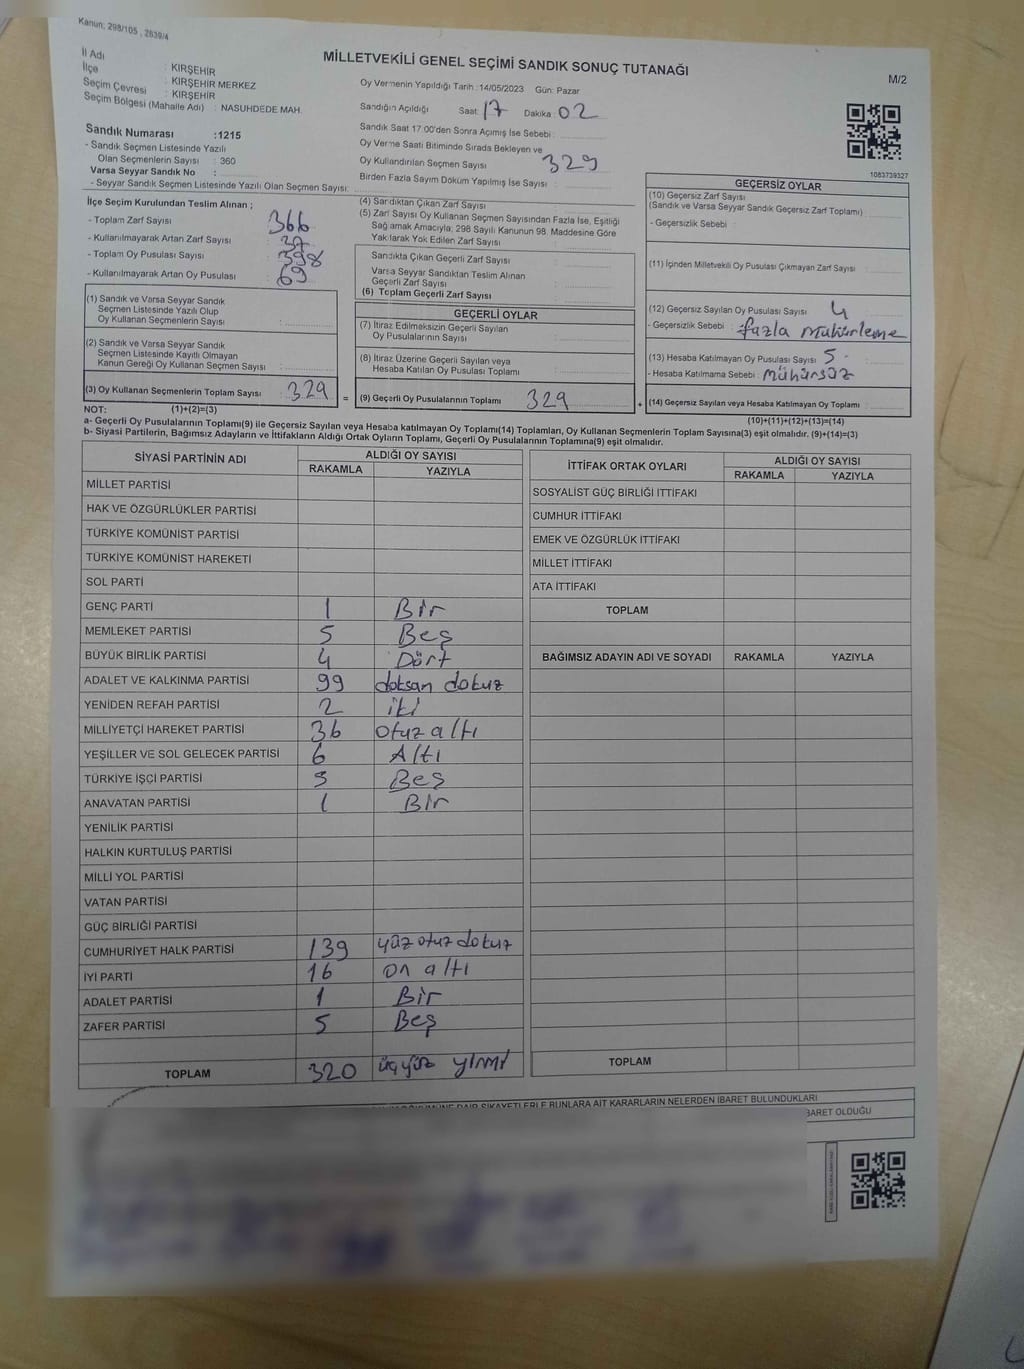 Kanun; 298/105 , 2839/4
MİLLETVEKİLİ GENEL SEÇİMİ SANDIK SONUÇ TUTANAĞI
M/2
İl Adı : KIRŞEHİR
İlçe : KIRŞEHİR MERKEZ
Seçim Çevresi : KIRŞEHİR
Seçim Bölgesi (Mahalle Adı) : NASUHDEDE MAH.
Sandık Numarası :1215
- Sandık Seçmen Listesinde Yazılı
Olan Seçmenlerin Sayısı : 360
Varsa Seyyar Sandık No :
- Seyyar Sandık Seçmen Listesinde Yazılı Olan Seçmen Sayısı:
Oy Vermenin Yapıldığı Tarih : 14/05/2023 Gün: Pazar
Sandığın Açıldığı Saat: 17 Dakika: 02
Sandık Saat 17:00'den Sonra Açımış İse Sebebi :
Oy Verme Saati Bitiminde Sırada Bekleyen ve
Oy Kullandırılan Seçmen Sayısı 329
Birden Fazla Sayım Döküm Yapılmış İse Sayısı :
1083739327
İlçe Seçim Kurulundan Teslim Alınan ;
- Toplam Zarf Sayısı : 366
- Kullanılmayarak Artan Zarf Sayısı : 37
- Toplam Oy Pusulası Sayısı : 398
- Kullanılmayarak Artan Oy Pusulası : 69
(1) Sandık ve Varsa Seyyar Sandık
Seçmen Listesinde Yazılı Olup
Oy Kullanan Seçmenlerin Sayısı :
(2) Sandık ve Varsa Seyyar Sandık
Seçmen Listesinde Kayıtlı Olmayan
Kanun Gereği Oy Kullanan Seçmen Sayısı :
(3) Oy Kullanan Seçmenlerin Toplam Sayısı : 329 =
(4) Sandıktan Çıkan Zarf Sayısı :
(5) Zarf Sayısı Oy Kullanan Seçmen Sayısından Fazla İse, Eşitliği
Sağlamak Amacıyla, 298 Sayılı Kanunun 98. Maddesine Göre
Yakılarak Yok Edilen Zarf Sayısı :
Sandıkta Çıkan Geçerli Zarf Sayısı :
Varsa Seyyar Sandıktan Teslim Alınan
Geçerli Zarf Sayısı :
(6) Toplam Geçerli Zarf Sayısı :
GEÇERLİ OYLAR
(7) İtiraz Edilmeksizin Geçerli Sayılan
Oy Pusulalarının Sayısı :
(8) İtiraz Üzerine Geçerli Sayılan veya
Hesaba Katılan Oy Pusulası Toplamı :
(9) Geçerli Oy Pusulalarının Toplamı 329 +
GEÇERSİZ OYLAR
(10) Geçersiz Zarf Sayısı
(Sandık ve Varsa Seyyar Sandık Geçersiz Zarf Toplamı)
- Geçersizlik Sebebi :
(11) İçinden Milletvekili Oy Pusulası Çıkmayan Zarf Sayısı :
(12) Geçersiz Sayılan Oy Pusulası Sayısı : 4
- Geçersizlik Sebebi : fazla mühürleme
(13) Hesaba Katılmayan Oy Pusulası Sayısı : 5
- Hesaba Katılmama Sebebi : mühürsüz
(14) Geçersiz Sayılan veya Hesaba Katılmayan Oy Toplamı :
NOT: (1)+(2)=(3)
(10)+(11)+(12)+(13)=(14)
a- Geçerli Oy Pusulalarının Toplamı(9) ile Geçersiz Sayılan veya Hesaba katılmayan Oy Toplamı(14) Toplamları, Oy Kullanan Seçmenlerin Toplam Sayısına(3) eşit olmalıdır. (9)+(14)=(3)
b- Siyasi Partilerin, Bağımsız Adayların ve İttifakların Aldığı Ortak Oyların Toplamı, Geçerli Oy Pusulalarının Toplamına(9) eşit olmalıdır.
SİYASİ PARTİNİN ADI ALDIĞI OY SAYISI
RAKAMLA YAZIYLA
MİLLET PARTİSİ
HAK VE ÖZGÜRLÜKLER PARTİSİ
TÜRKİYE KOMÜNİST PARTİSİ
TÜRKİYE KOMÜNİST HAREKETİ
SOL PARTİ
GENÇ PARTİ 1 Bir
MEMLEKET PARTİSİ 5 Beş
BÜYÜK BİRLİK PARTİSİ 4 Dört
ADALET VE KALKINMA PARTİSİ 99 doksan dokuz
YENİDEN REFAH PARTİSİ 2 iki
MİLLİYETÇİ HAREKET PARTİSİ 36 otuz altı
YEŞİLLER VE SOL GELECEK PARTİSİ 6 Altı
TÜRKİYE İŞÇİ PARTİSİ 5 Beş
ANAVATAN PARTİSİ 1 Bir
YENİLİK PARTİSİ
HALKIN KURTULUŞ PARTİSİ
MİLLİ YOL PARTİSİ
VATAN PARTİSİ
GÜÇ BİRLİĞİ PARTİSİ
CUMHURİYET HALK PARTİSİ 139 yüz otuz dokuz
İYİ PARTİ 16 on altı
ADALET PARTİSİ 1 Bir
ZAFER PARTİSİ 5 Beş
TOPLAM 320 üçyüz yirmi
İTTİFAK ORTAK OYLARI ALDIĞI OY SAYISI
RAKAMLA YAZIYLA
SOSYALİST GÜÇ BİRLİĞİ İTTİFAKI
CUMHUR İTTİFAKI
EMEK VE ÖZGÜRLÜK İTTİFAKI
MİLLET İTTİFAKI
ATA İTTİFAKI
TOPLAM
BAĞIMSIZ ADAYIN ADI VE SOYADI RAKAMLA YAZIYLA
TOPLAM
DAİR ŞİKAYETLERLE BUNLARA AİT KARARLARIN NELERDEN İBARET BULUNDUKLARI
İBARET OLDUĞU